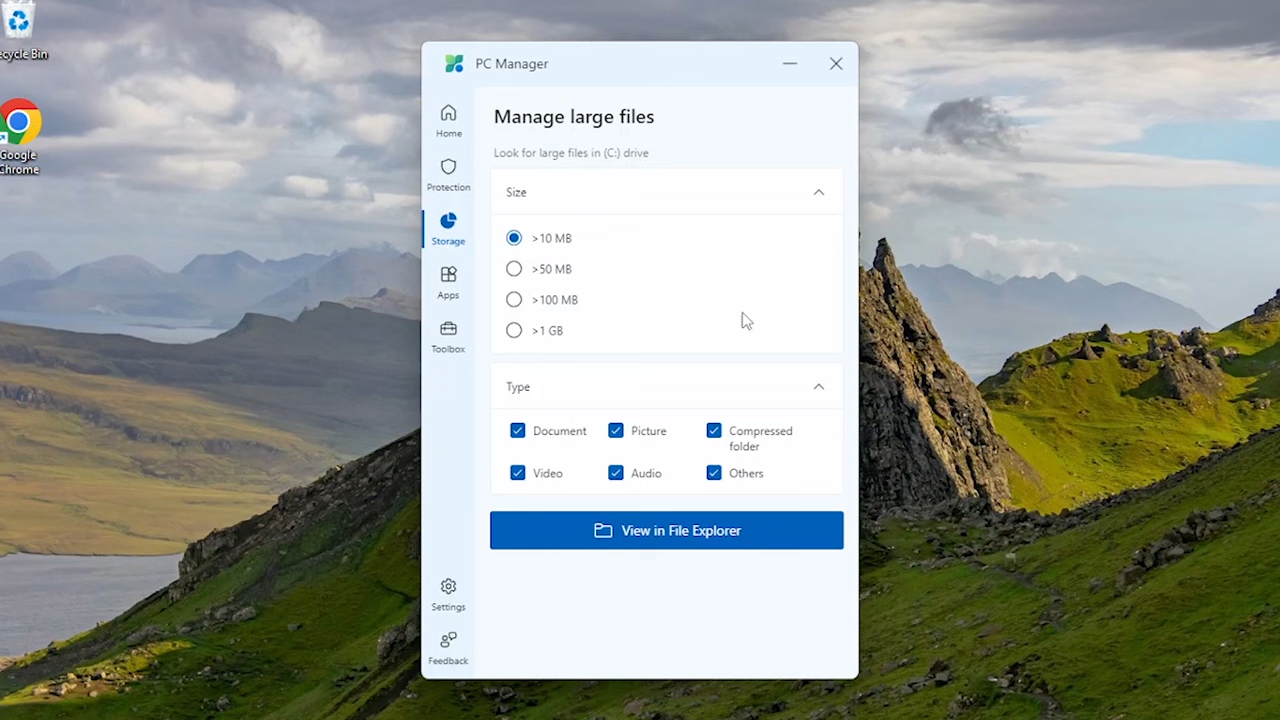 ecycle Bin
Google
Chrome
PC Manager
Home
Protection
Storage
Apps
Toolbox
Settings
Feedback
Manage large files
Look for large files in (C:) drive
Size
>10 MB
>50 MB
>100 MB
>1 GB
Type
Document
Picture
Compressed
folder
Video
Audio
Others
View in File Explorer